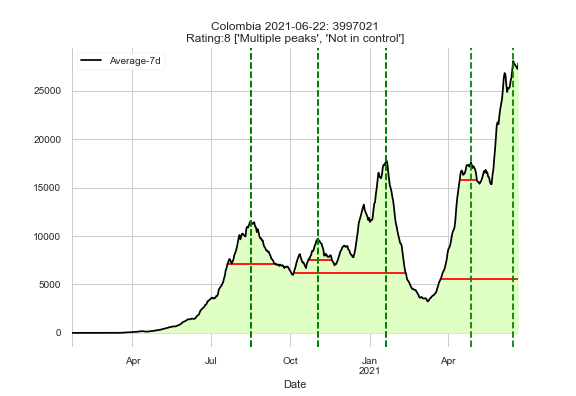 Colombia 2021-06-22: 3997021
Rating:8 ['Multiple peaks', 'Not in control']
Average-7d
25000
20000
15000
10000
5000
0
Apr Jul Oct Jan Apr
2021
Date